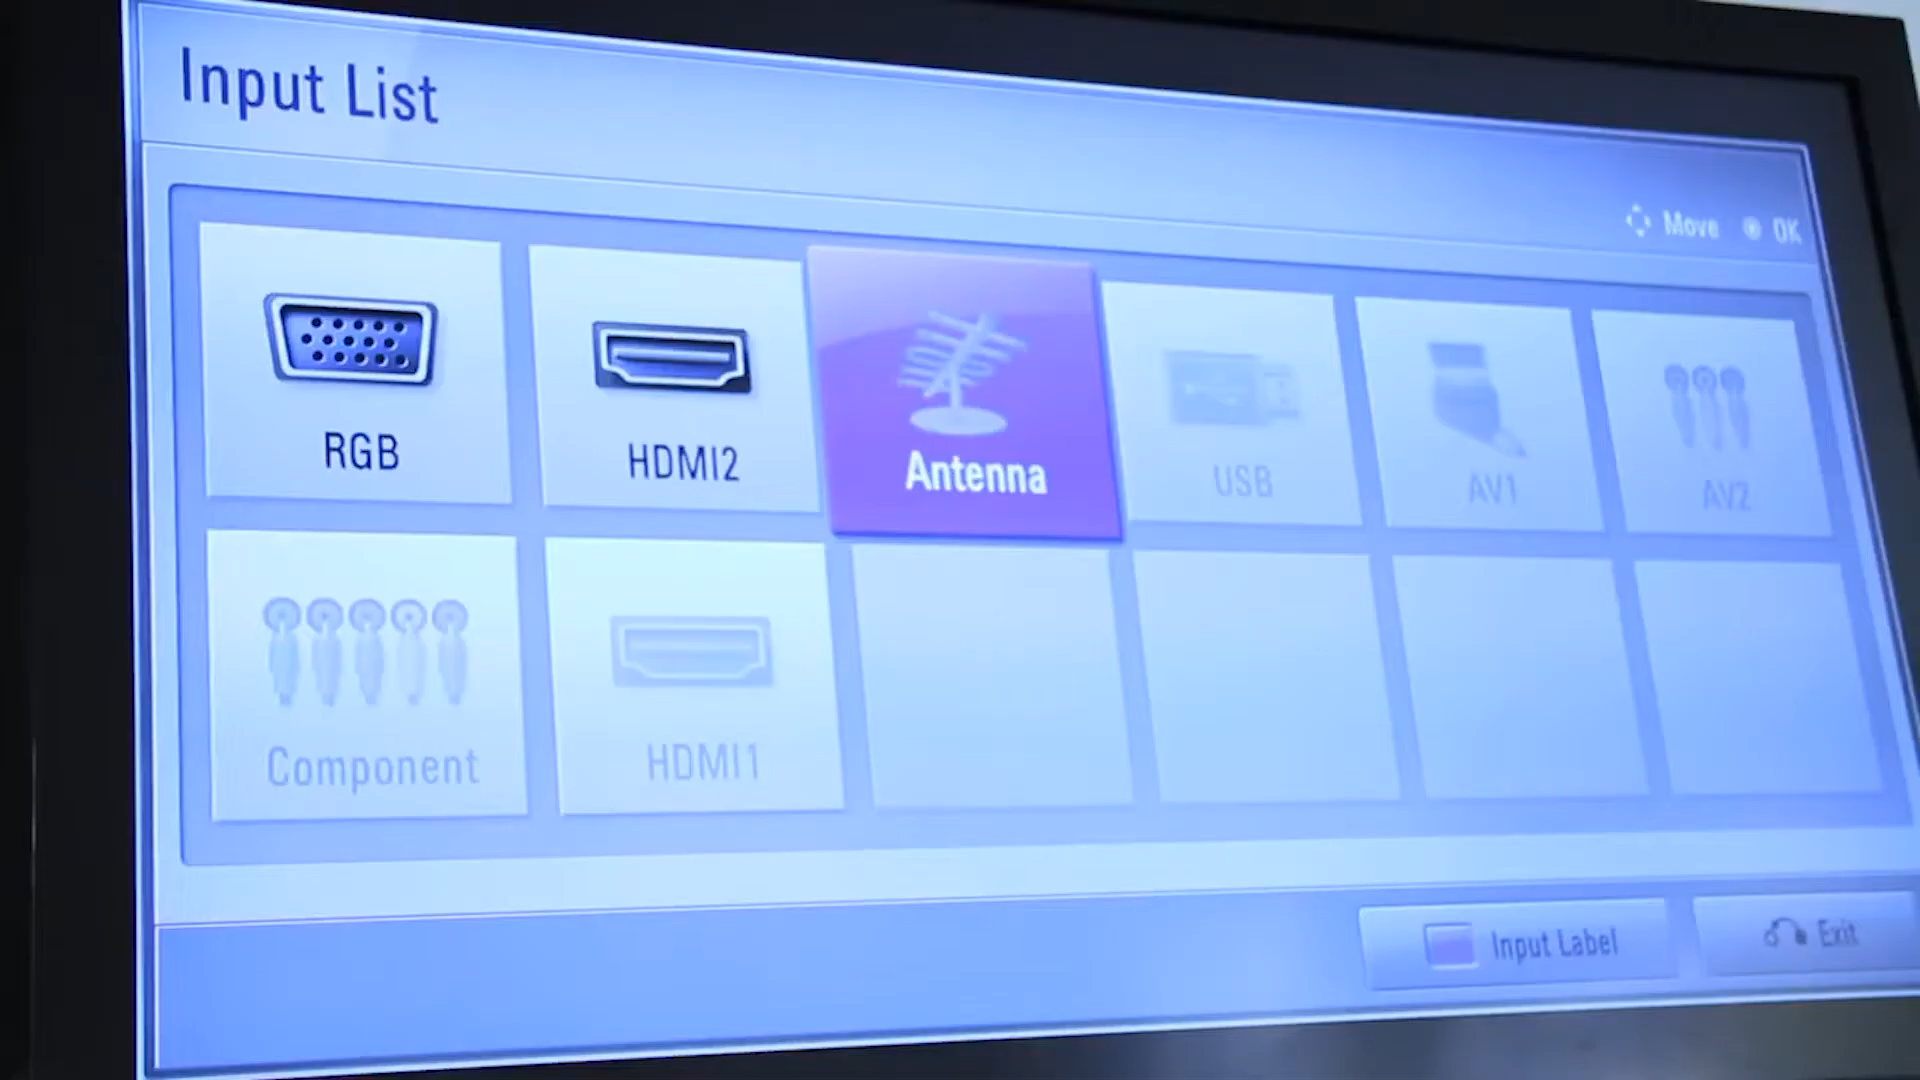 Input List
Move OK
RGB
HDMI2
Antenna
USB
AV1
AV2
Component
HDMI1
Input Label
Exit